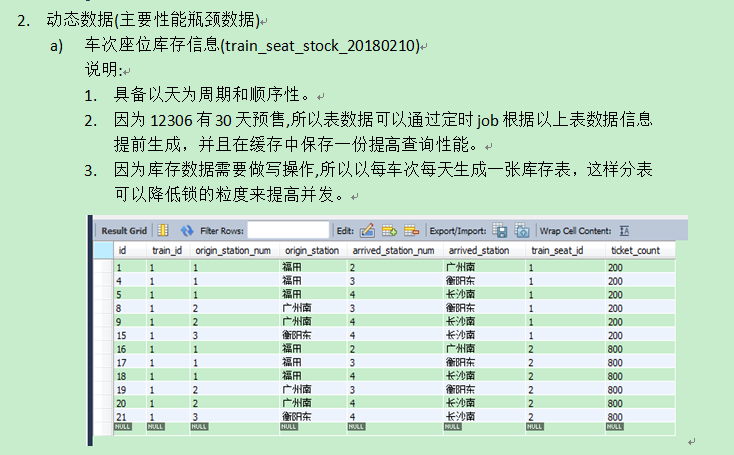 2. 动态数据(主要性能瓶颈数据)
a) 车次座位库存信息(train_seat_stock_20180210)
说明:
1. 具备以天为周期和顺序性。
2. 因为12306有30天预售,所以表数据可以通过定时job根据以上表数据信息
提前生成，并且在缓存中保存一份提高查询性能。
3. 因为库存数据需要做写操作,所以以每车次每天生成一张库存表，这样分表
可以降低锁的粒度来提高并发。
Result Grid Filter Rows: Edit: Export/Import: Wrap Cell Content:
id train_id origin_station_num origin_station arrived_station_num arrived_station train_seat_id ticket_count
1 1 1 福田 2 广州南 1 200
4 1 1 福田 3 衡阳东 1 200
5 1 1 福田 4 长沙南 1 200
8 1 2 广州南 3 衡阳东 1 200
9 1 2 广州南 4 长沙南 1 200
15 1 3 衡阳东 4 长沙南 1 200
16 1 1 福田 2 广州南 2 800
17 1 1 福田 3 衡阳东 2 800
18 1 1 福田 4 长沙南 2 800
19 1 2 广州南 3 衡阳东 2 800
20 1 2 广州南 4 长沙南 2 800
21 1 3 衡阳东 4 长沙南 2 800
NULL NULL NULL NULL NULL NULL NULL NULL